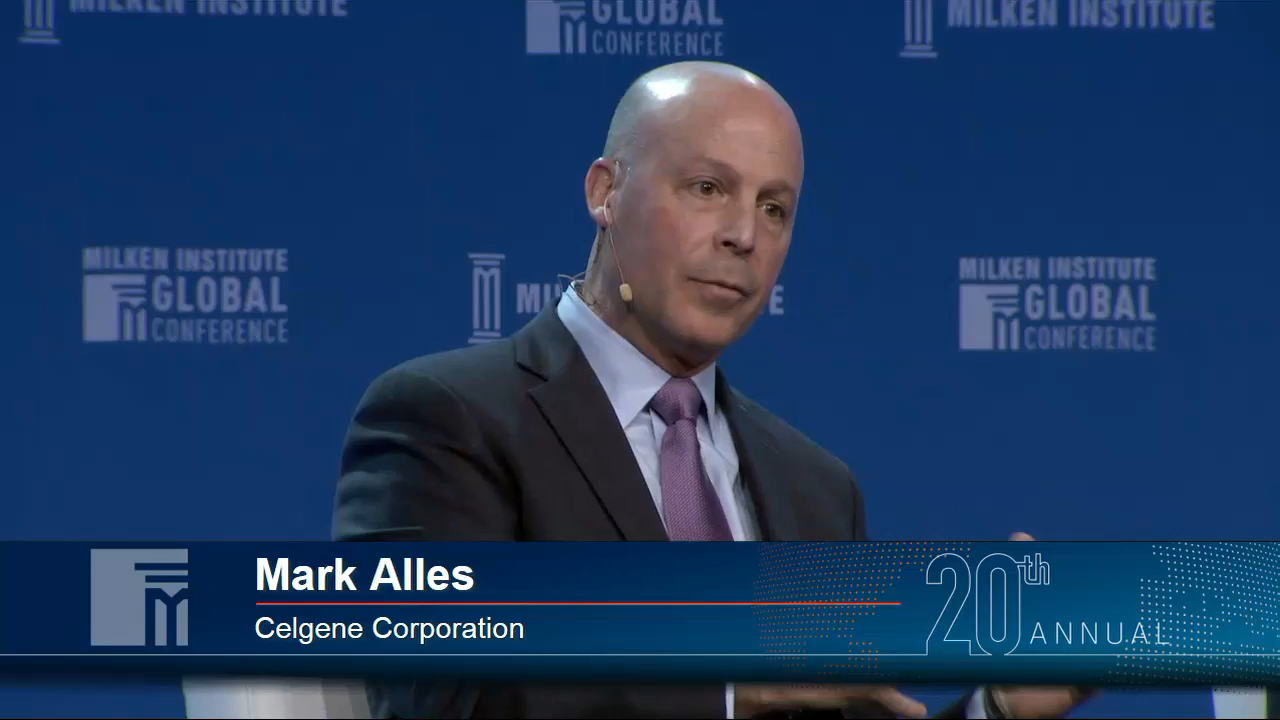 MILKEN INSTITUTE
GLOBAL
CONFERENCE
MILKEN INSTITUTE
MILKEN INSTITUTE
GLOBAL
CONFERENCE
MILKEN INSTITUTE
GLOBAL
CONFERENCE
Mark Alles
Celgene Corporation
20th
ANNUAL